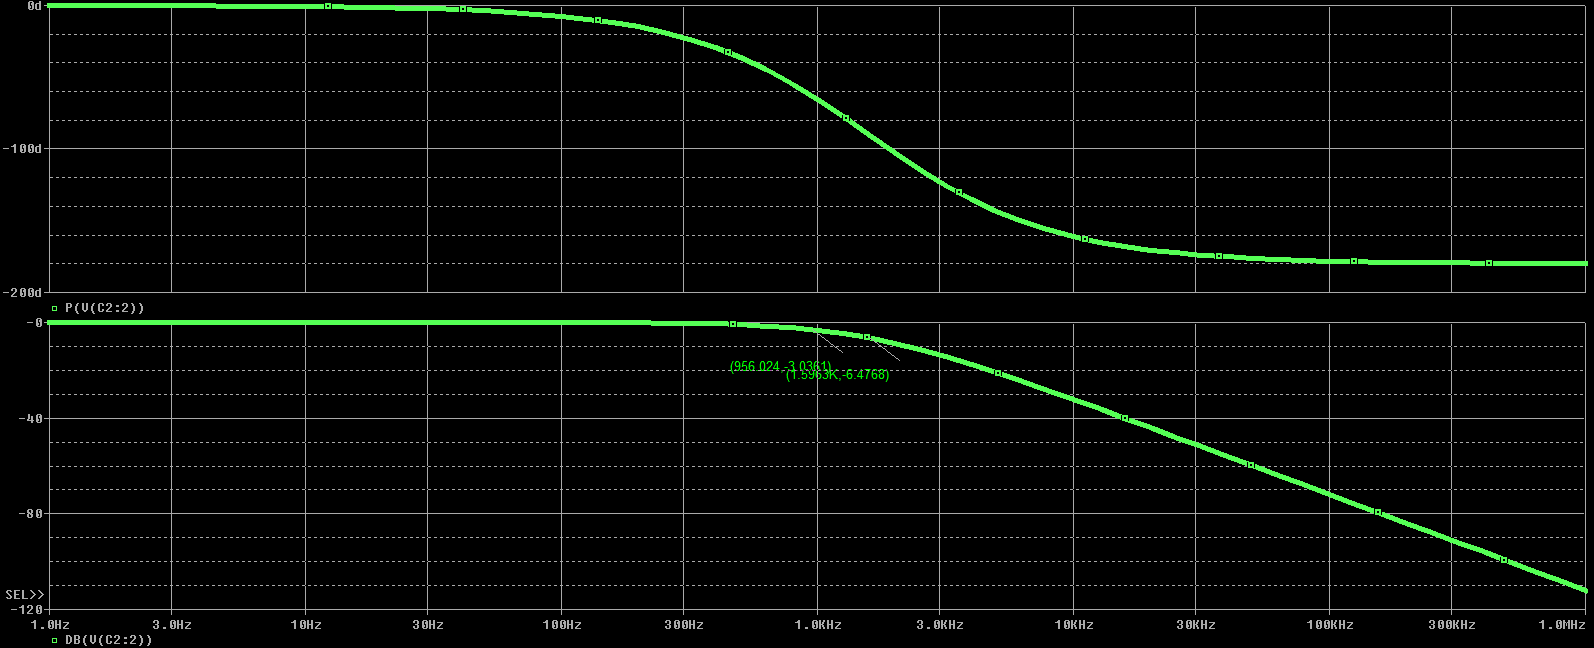 0d
-100d
-200d
P(V(C2:2))
-0
(956.024,-3.0361)
(1.5963K,-6.4768)
-40
-80
SEL>>
-120
1.0Hz 3.0Hz 10Hz 30Hz 100Hz 300Hz 1.0KHz 3.0KHz 10KHz 30KHz 100KHz 300KHz 1.0MHz
DB(V(C2:2))